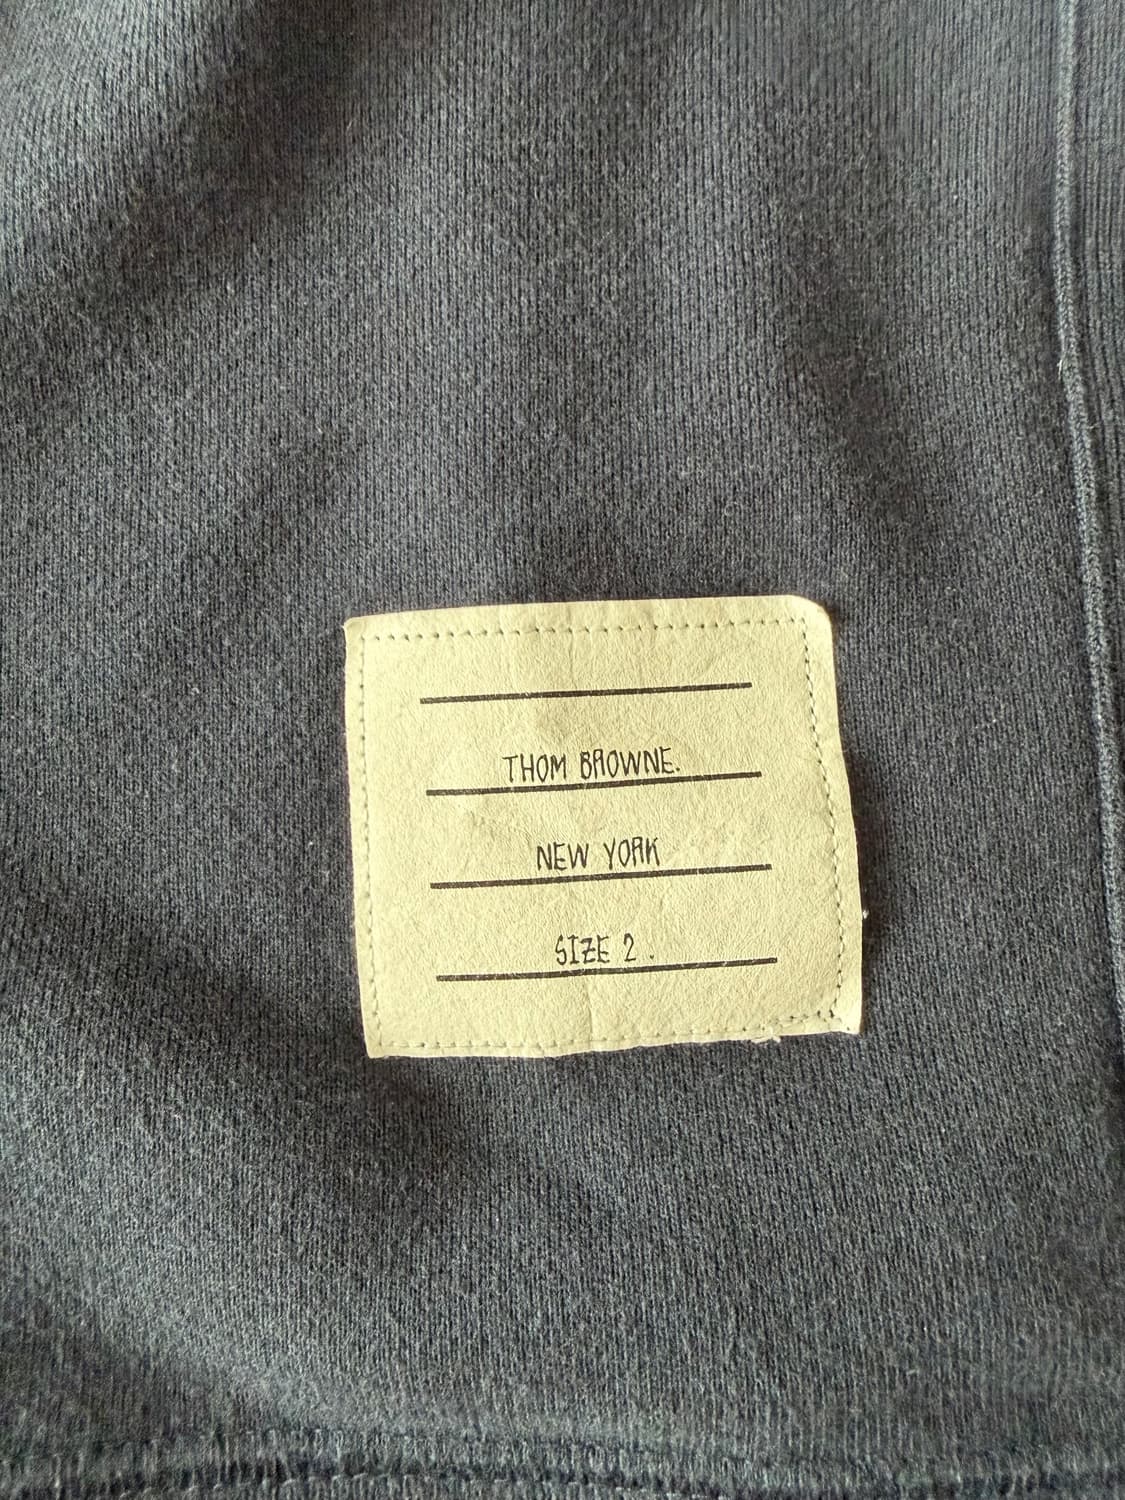 THOM BROWNE.
NEW YORK
SIZE 2.